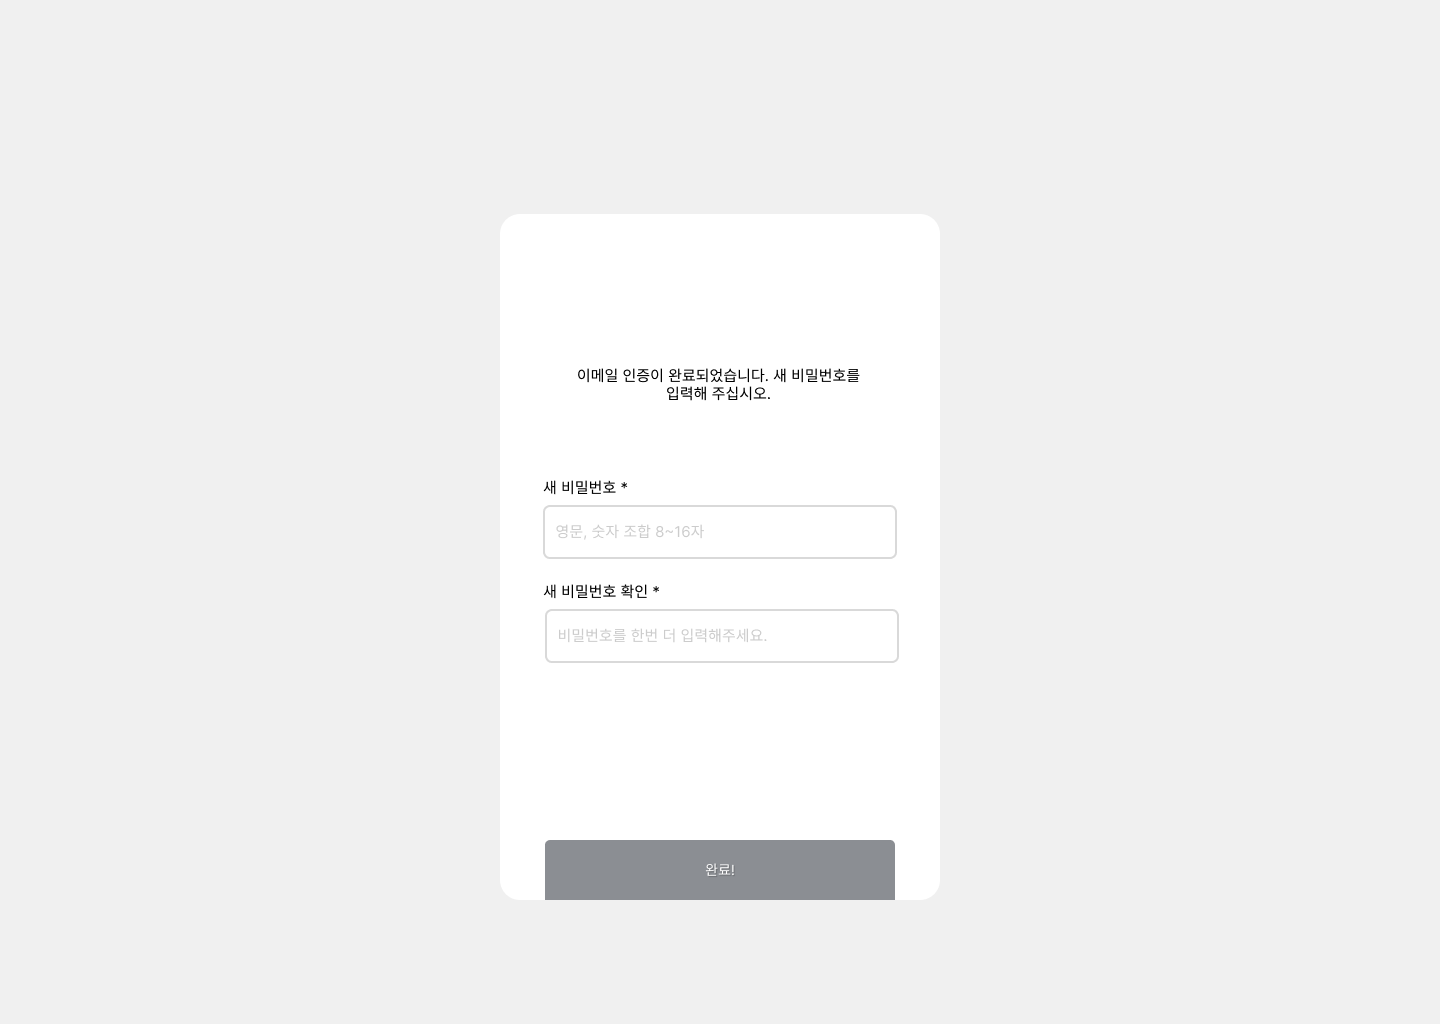 이메일 인증이 완료되었습니다. 새 비밀번호를
입력해 주십시오.
새 비밀번호 *
영문, 숫자 조합 8~16자
새 비밀번호 확인 *
비밀번호를 한번 더 입력해주세요.
완료!